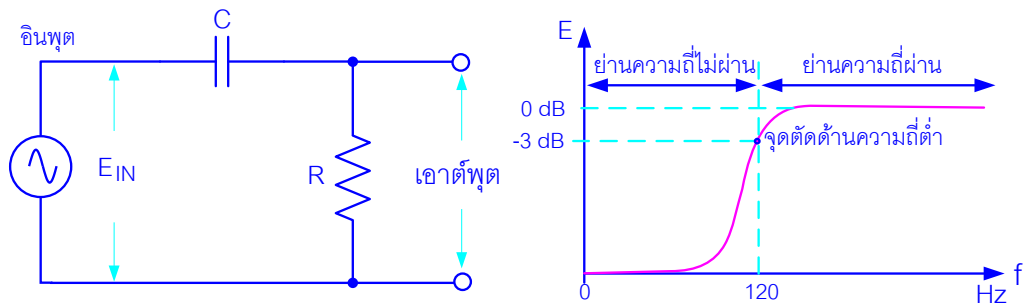 อินพุต
C
E_IN
R
เอาต์พุต
E
ย่านความถี่ไม่ผ่าน
ย่านความถี่ผ่าน
0 dB
-3 dB
จุดตัดด้านความถี่ต่ำ
0
120
Hz
f